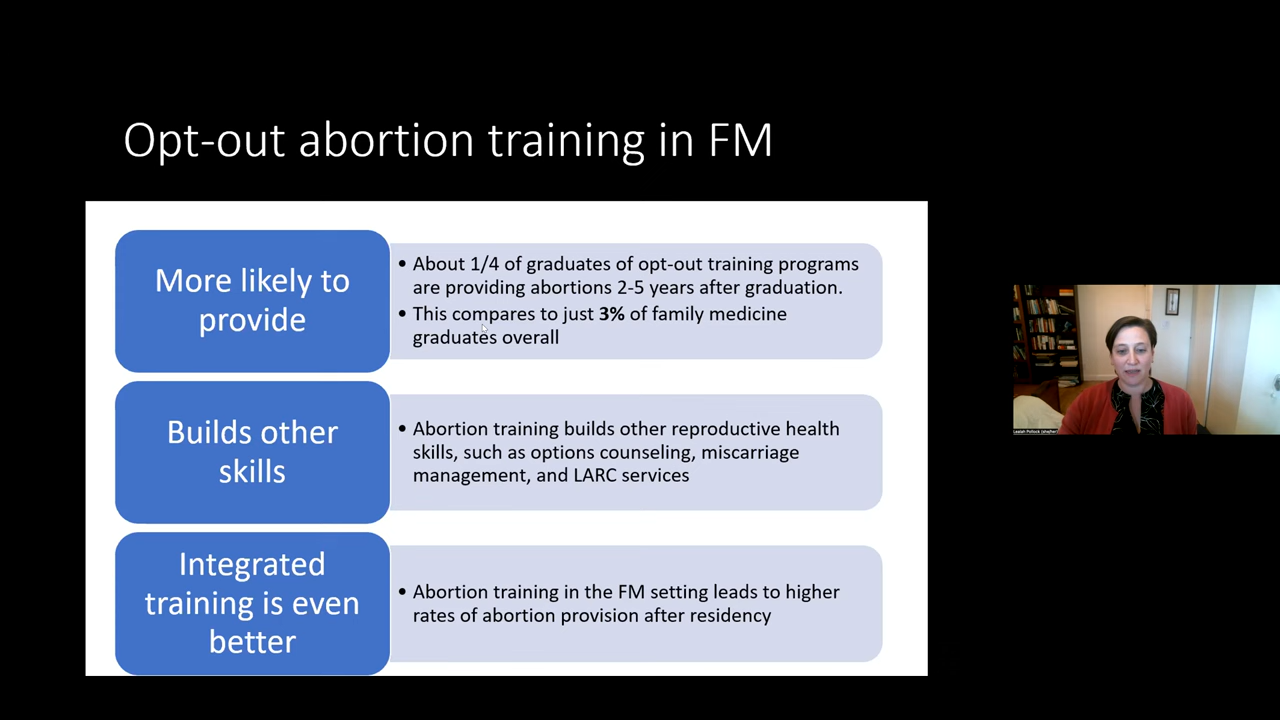 Opt-out abortion training in FM
More likely to
provide
• About 1/4 of graduates of opt-out training programs
are providing abortions 2-5 years after graduation.
• This compares to just 3% of family medicine
graduates overall
Builds other
skills
• Abortion training builds other reproductive health
skills, such as options counseling, miscarriage
management, and LARC services
Integrated
training is even
better
• Abortion training in the FM setting leads to higher
rates of abortion provision after residency
Lealah Pollock (she/her)